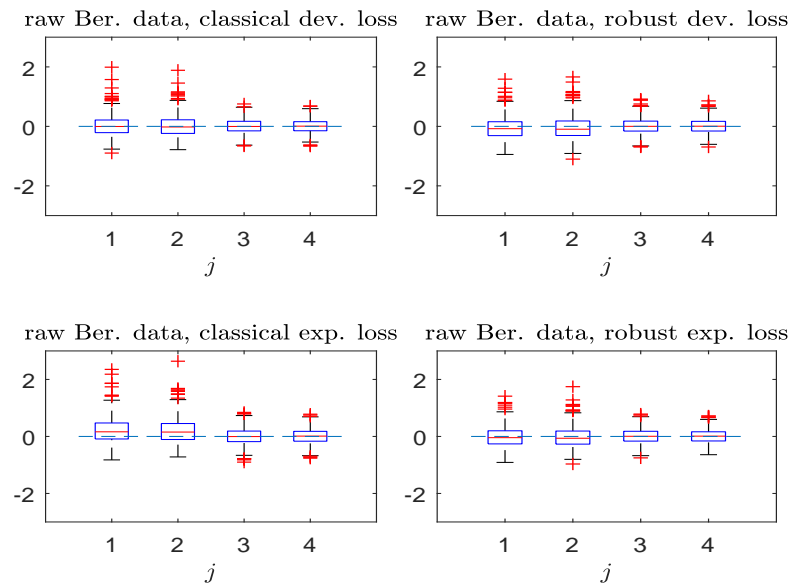 raw Ber. data, classical dev. loss
2
0
-2
1 2 3 4
j
raw Ber. data, robust dev. loss
2
0
-2
1 2 3 4
j
raw Ber. data, classical exp. loss
2
0
-2
1 2 3 4
j
raw Ber. data, robust exp. loss
2
0
-2
1 2 3 4
j